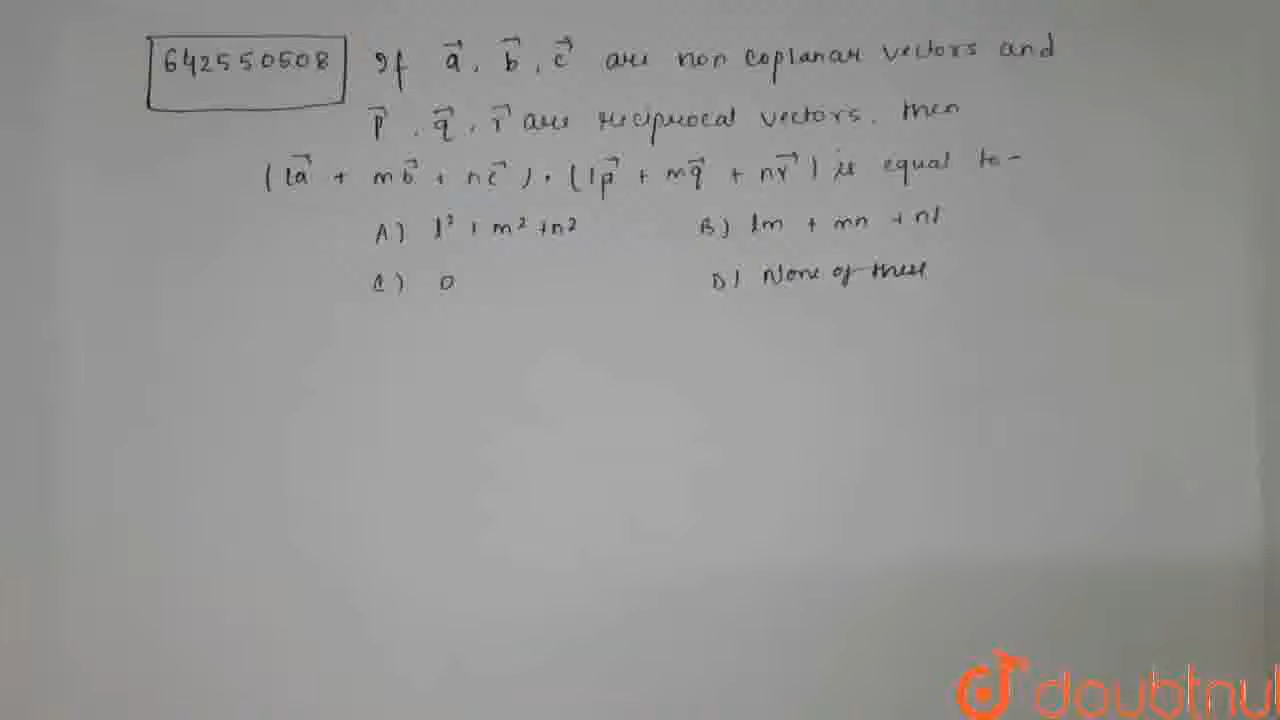 642550508 If a⃗, b⃗, c⃗ are non coplanar vectors and
p⃗, q⃗, r⃗ are reciprocal vectors, then
(la⃗ + mb⃗ + nc⃗) · (lp⃗ + mq⃗ + nr⃗) is equal to-
A) l² + m² + n² B) lm + mn + nl
C) 0 D) None of these
doubtnut